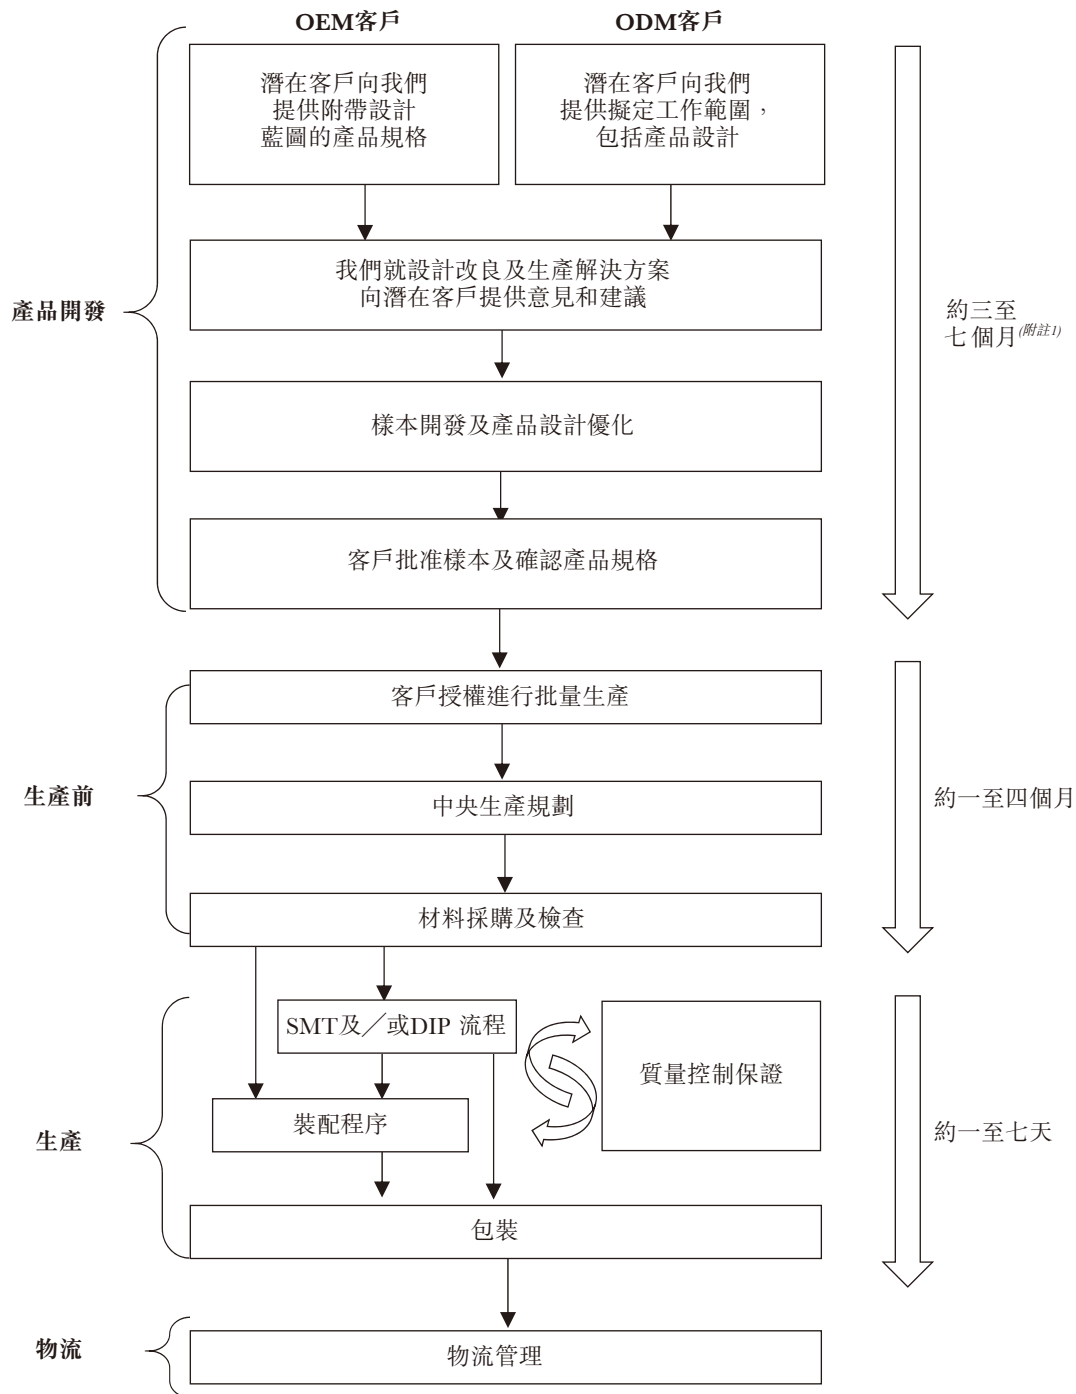 OEM客戶
ODM客戶
潛在客戶向我們
提供附帶設計
藍圖的產品規格
潛在客戶向我們
提供擬定工作範圍，
包括產品設計
我們就設計改良及生產解決方案
向潛在客戶提供意見和建議
產品開發
約三至
七個月(附註1)
樣本開發及產品設計優化
客戶批准樣本及確認產品規格
客戶授權進行批量生產
生產前
中央生產規劃
約一至四個月
材料採購及檢查
SMT及／或DIP 流程
質量控制保證
裝配程序
生產
約一至七天
包裝
物流
物流管理